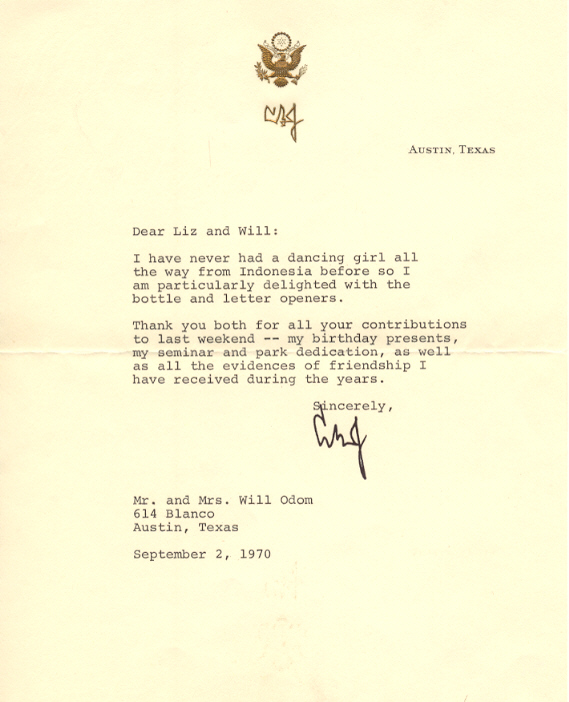 LBJ
Austin, Texas
Dear Liz and Will:
I have never had a dancing girl all
the way from Indonesia before so I
am particularly delighted with the
bottle and letter openers.
Thank you both for all your contributions
to last weekend -- my birthday presents,
my seminar and park dedication, as well
as all the evidences of friendship I
have received during the years.
Sincerely,
LBJ
Mr. and Mrs. Will Odom
614 Blanco
Austin, Texas
September 2, 1970